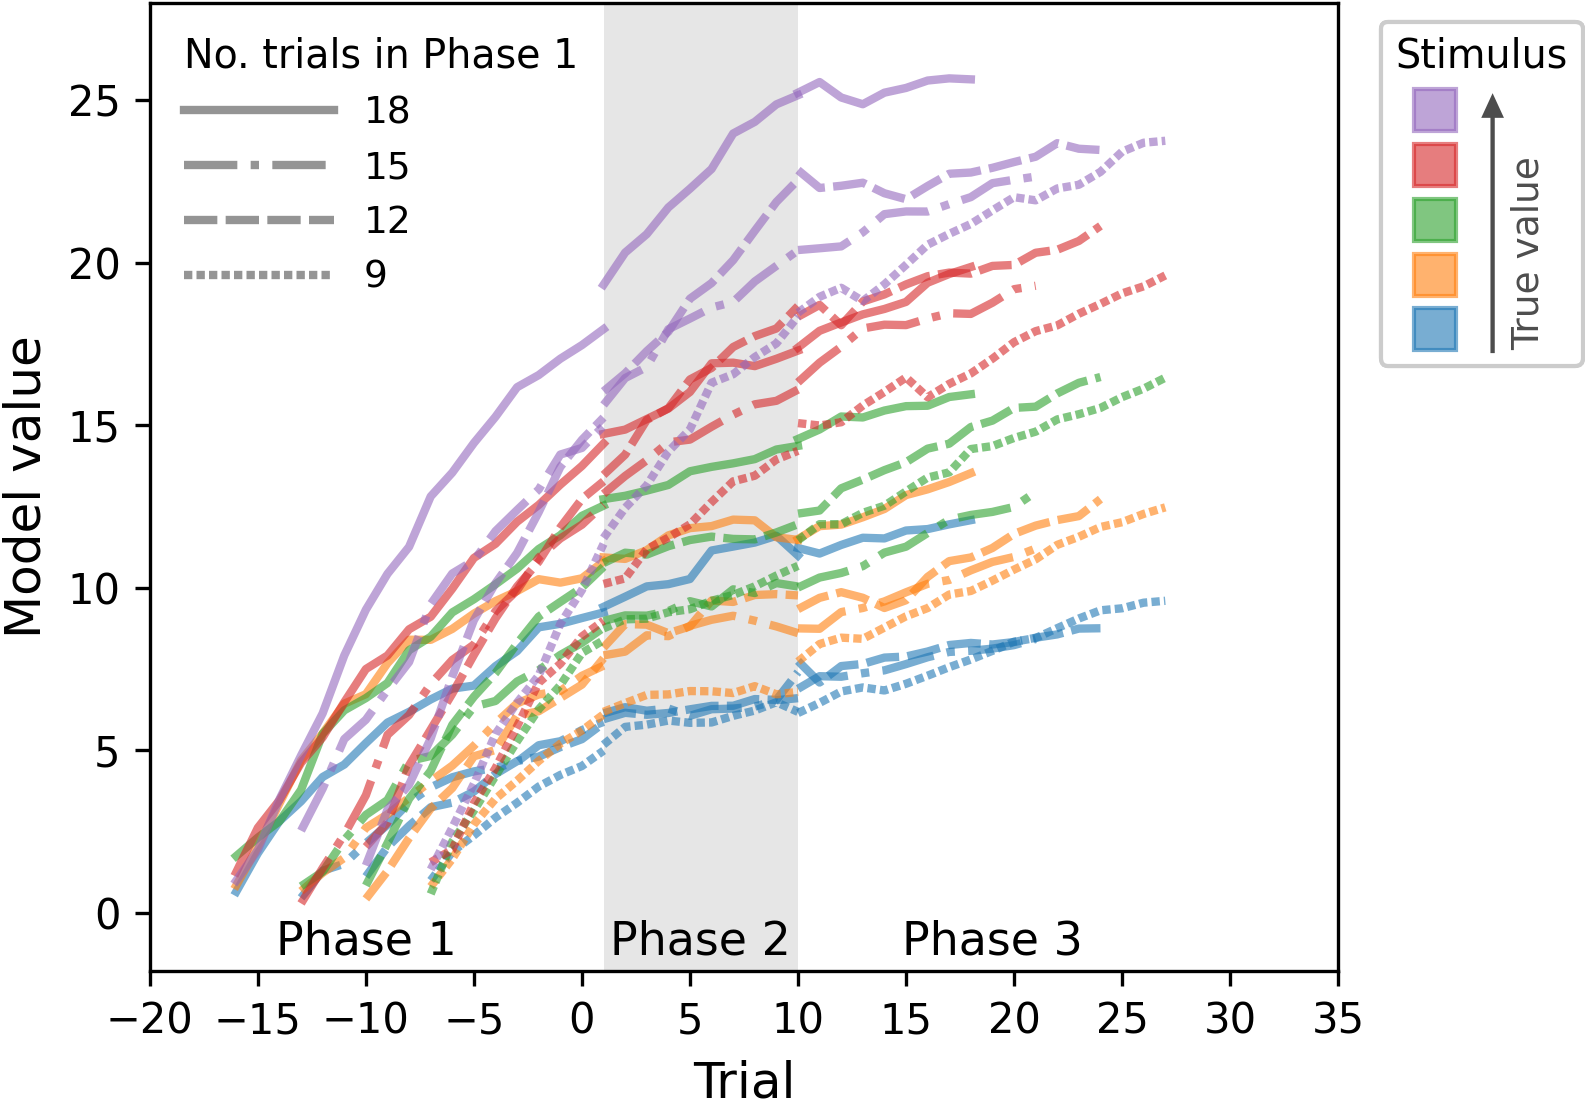 No. trials in Phase 1
18
15
12
9
Stimulus
True value
Model value
25
20
15
10
5
0
Phase 1
Phase 2
Phase 3
−20 −15 −10 −5 0 5 10 15 20 25 30 35
Trial